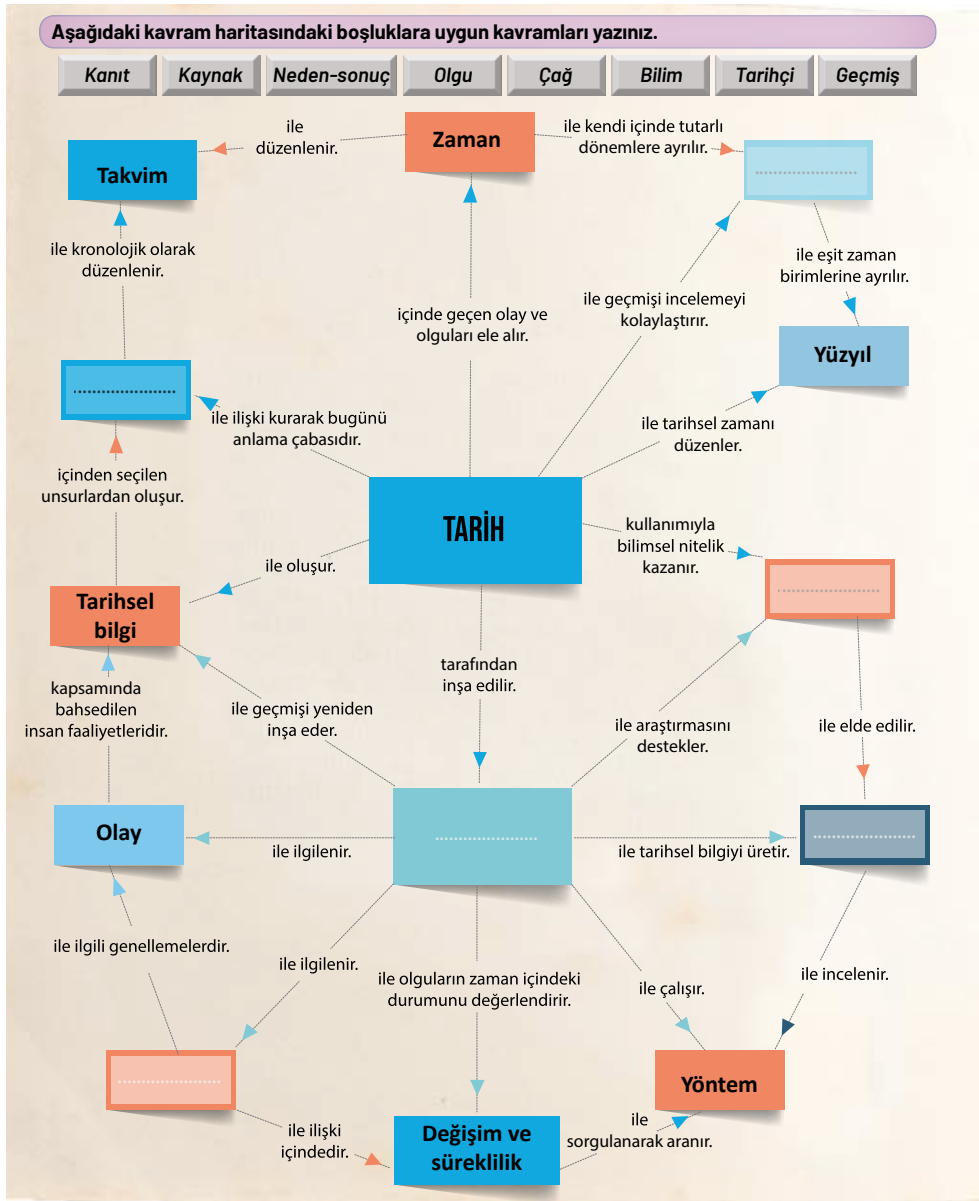 Aşağıdaki kavram haritasındaki boşluklara uygun kavramları yazınız.
Kanıt
Kaynak
Neden-sonuç
Olgu
Çağ
Bilim
Tarihçi
Geçmiş
ile
düzenlenir.
Zaman
ile kendi içinde tutarlı
dönemlere ayrılır.
Takvim
....................
ile kronolojik olarak
düzenlenir.
ile eşit zaman
birimlerine ayrılır.
içinde geçen olay ve
olguları ele alır.
ile geçmişi incelemeyi
kolaylaştırır.
Yüzyıl
....................
ile ilişki kurarak bugünü
anlama çabasıdır.
ile tarihsel zamanı
düzenler.
içinden seçilen
unsurlardan oluşur.
TARİH
kullanımıyla
bilimsel nitelik
kazanır.
ile oluşur.
....................
Tarihsel
bilgi
tarafından
inşa edilir.
kapsamında
bahsedilen
insan faaliyetleridir.
ile geçmişi yeniden
inşa eder.
ile araştırmasını
destekler.
ile elde edilir.
Olay
ile ilgilenir.
....................
ile tarihsel bilgiyi üretir.
....................
ile ilgili genellemelerdir.
ile ilgilenir.
ile olguların zaman içindeki
durumunu değerlendirir.
ile çalışır.
ile incelenir.
....................
Yöntem
ile ilişki
içindedir.
Değişim ve
süreklilik
ile
sorgulanarak aranır.